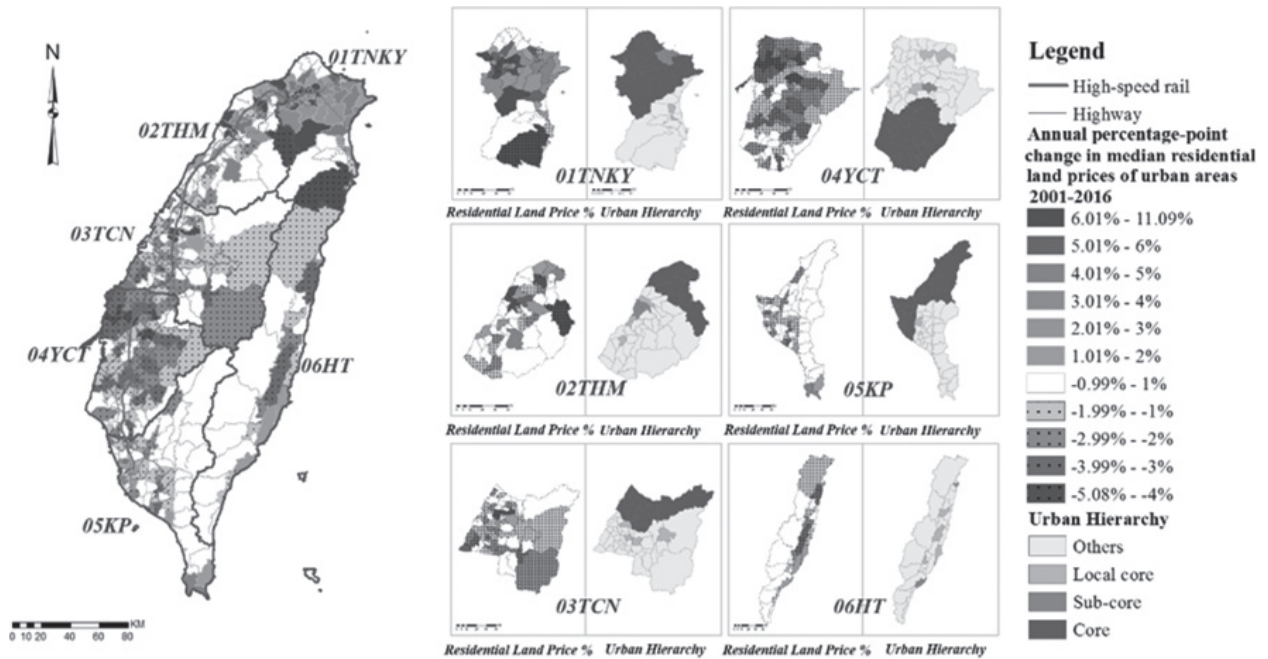 N
01TNKY
02THM
03TCN
04YCT
05KP
06HT
0 10 20 40 60 80 KM
01TNKY
Residential Land Price % Urban Hierarchy
04YCT
Residential Land Price % Urban Hierarchy
02THM
Residential Land Price % Urban Hierarchy
05KP
Residential Land Price % Urban Hierarchy
03TCN
Residential Land Price % Urban Hierarchy
06HT
Residential Land Price % Urban Hierarchy
Legend
High-speed rail
Highway
Annual percentage-point
change in median residential
land prices of urban areas
2001-2016
6.01% - 11.09%
5.01% - 6%
4.01% - 5%
3.01% - 4%
2.01% - 3%
1.01% - 2%
-0.99% - 1%
-1.99% - -1%
-2.99% - -2%
-3.99% - -3%
-5.08% - -4%
Urban Hierarchy
Others
Local core
Sub-core
Core